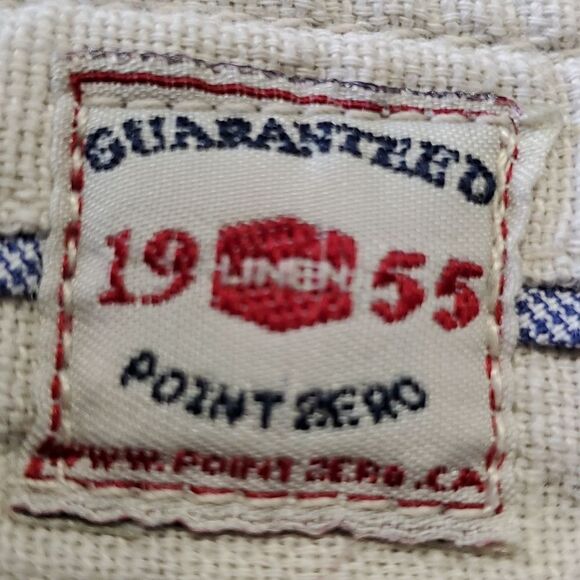 GUARANTEED
19 LINEN 55
POINT ZERO
WWW.POINTZERO.CA